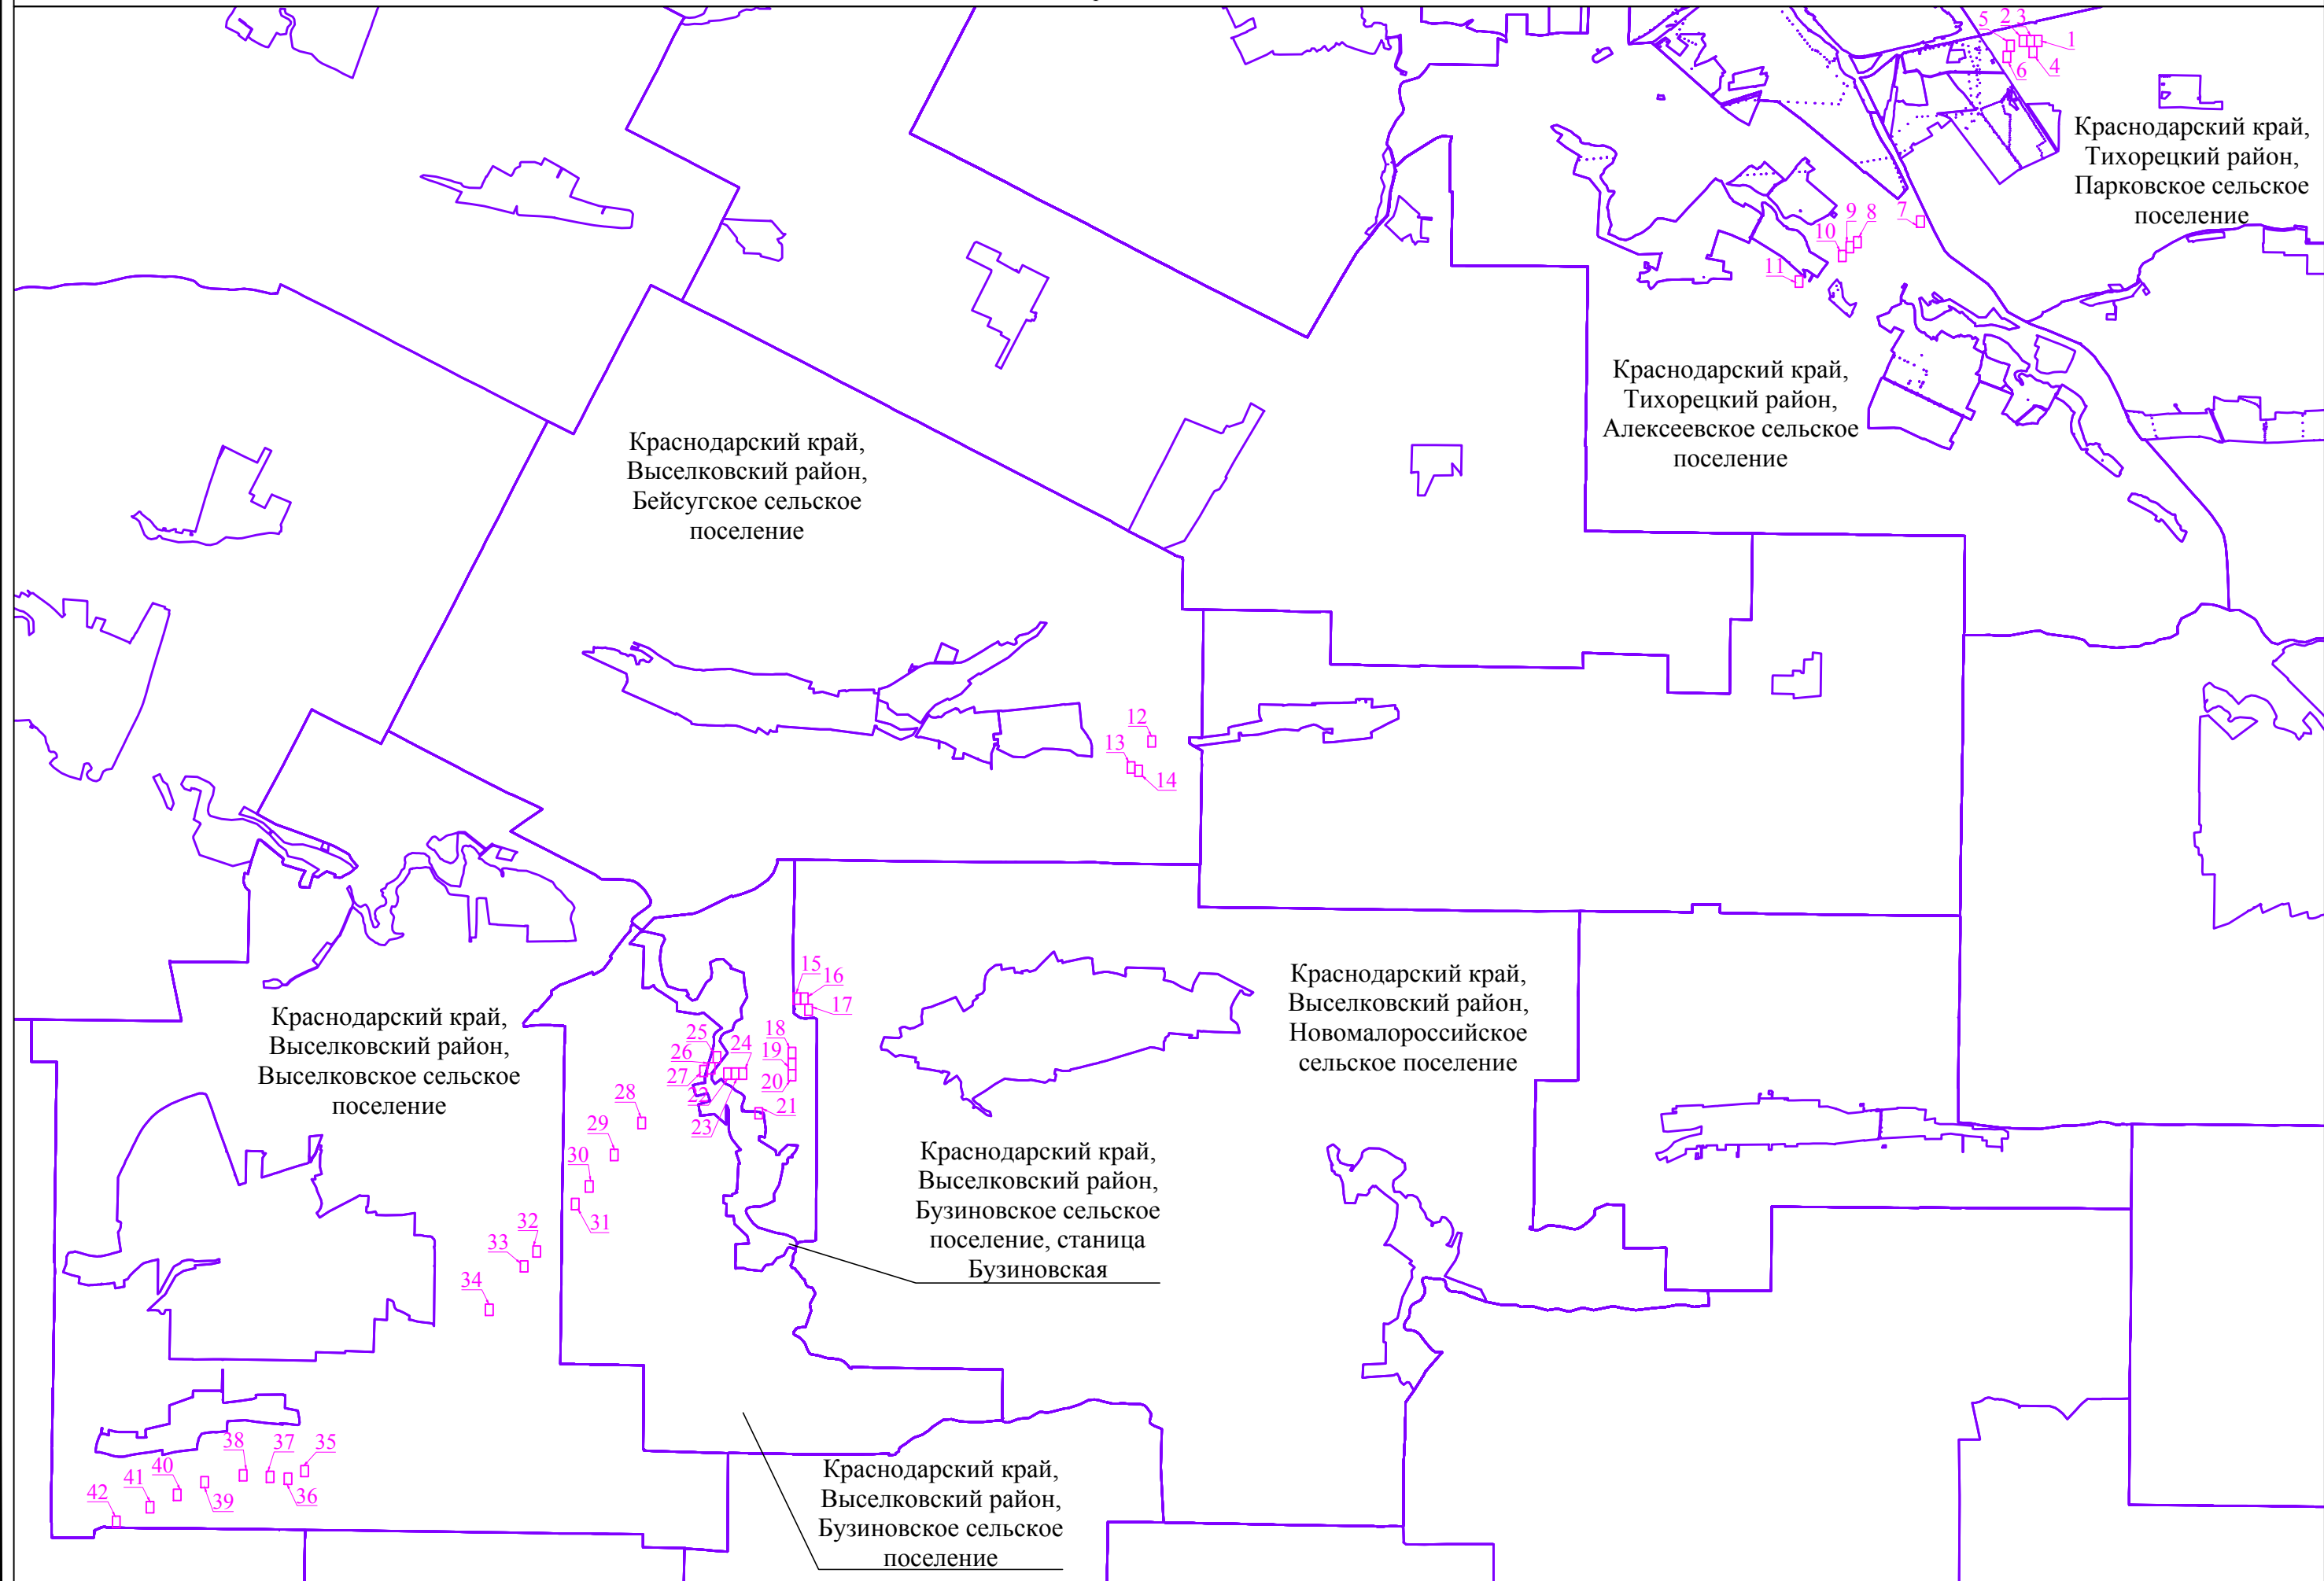 5 2 3 1
6 4
Краснодарский край,
Тихорецкий район,
Парковское сельское
поселение
7
9 8
10
11
Краснодарский край,
Тихорецкий район,
Алексеевское сельское
поселение
Краснодарский край,
Выселковский район,
Бейсугское сельское
поселение
12
13
14
15
16
17
Краснодарский край,
Выселковский район,
Новомалороссийское
сельское поселение
Краснодарский край,
Выселковский район,
Выселковское сельское
поселение
18
25
24
26
19
27
20
22
21
23
28
29
30
31
32
33
34
Краснодарский край,
Выселковский район,
Бузиновское сельское
поселение, станица
Бузиновская
38 37 35
40
41
42
39
36
Краснодарский край,
Выселковский район,
Бузиновское сельское
поселение